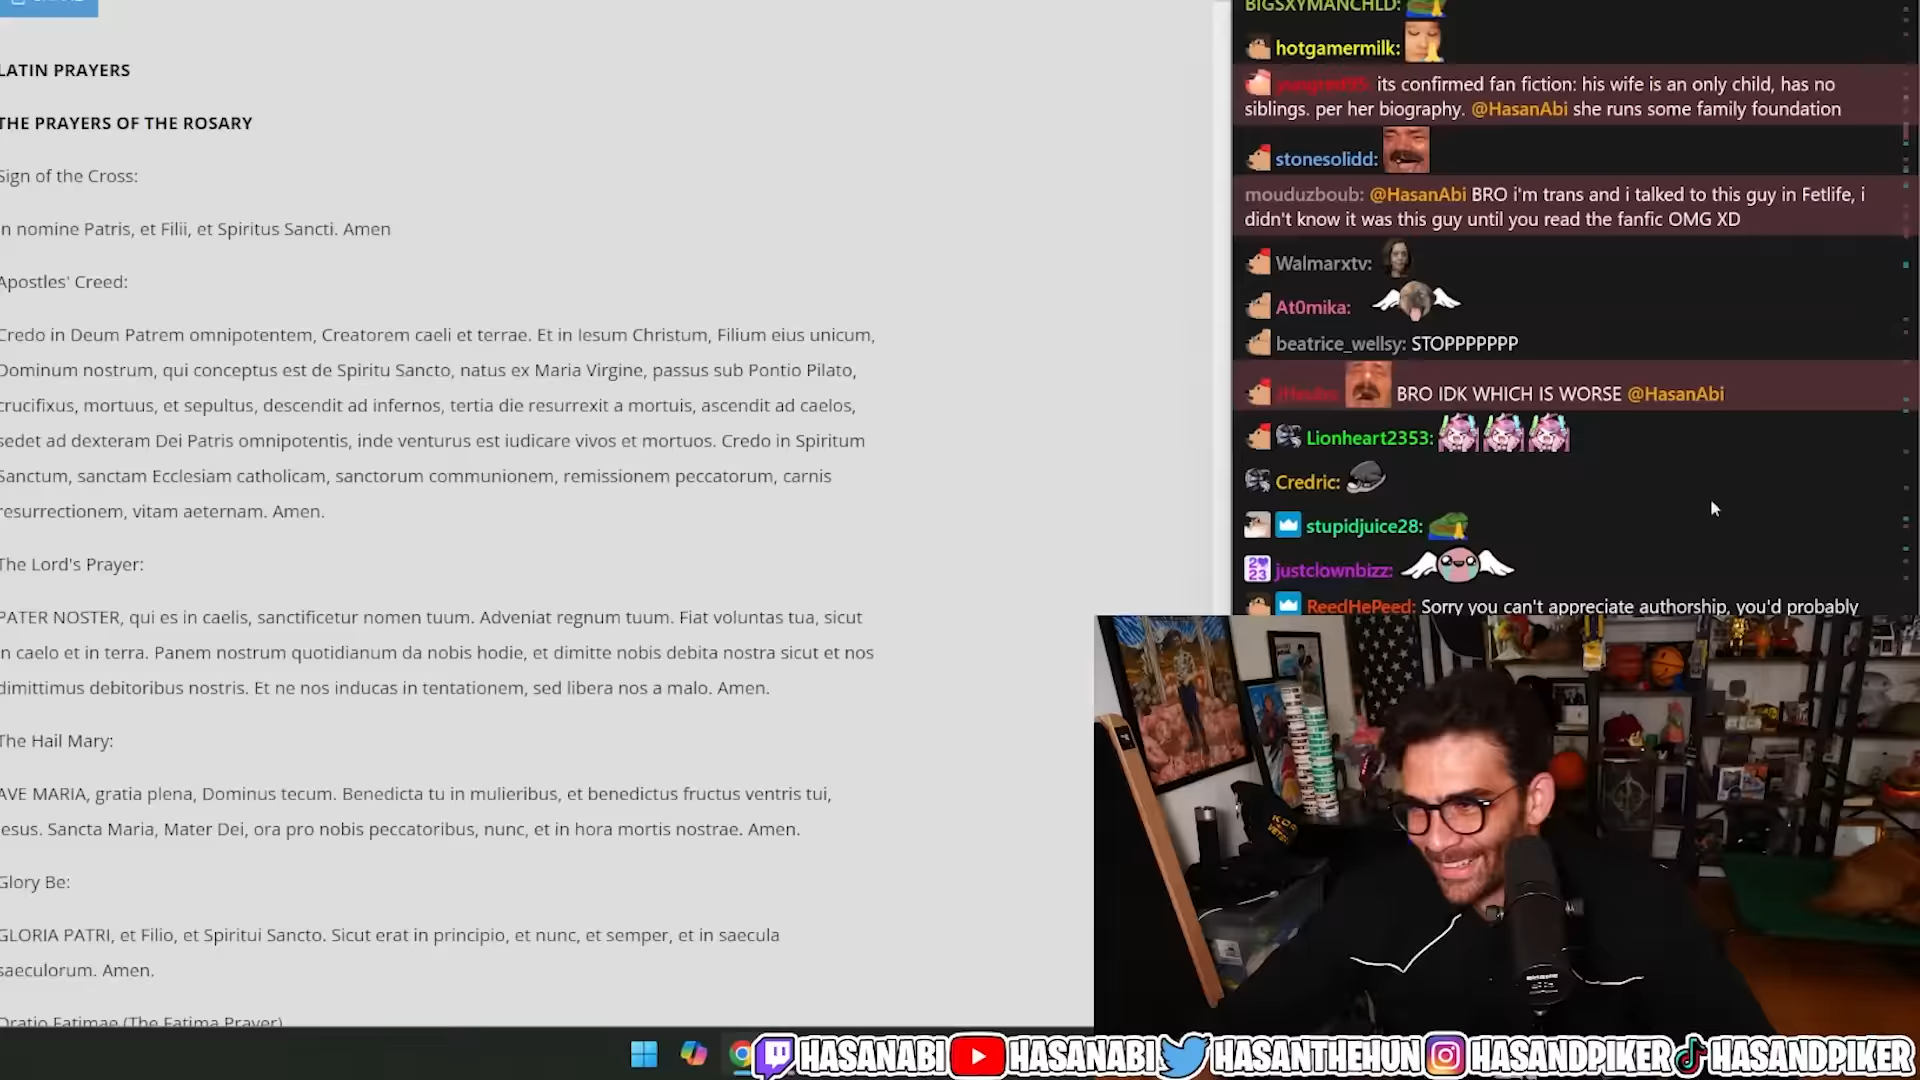 LATIN PRAYERS
THE PRAYERS OF THE ROSARY
Sign of the Cross:
n nomine Patris, et Filii, et Spiritus Sancti. Amen
Apostles' Creed:
Credo in Deum Patrem omnipotentem, Creatorem caeli et terrae. Et in Iesum Christum, Filium eius unicum,
Dominum nostrum, qui conceptus est de Spiritu Sancto, natus ex Maria Virgine, passus sub Pontio Pilato,
crucifixus, mortuus, et sepultus, descendit ad infernos, tertia die resurrexit a mortuis, ascendit ad caelos,
sedet ad dexteram Dei Patris omnipotentis, inde venturus est iudicare vivos et mortuos. Credo in Spiritum
Sanctum, sanctam Ecclesiam catholicam, sanctorum communionem, remissionem peccatorum, carnis
resurrectionem, vitam aeternam. Amen.
The Lord's Prayer:
PATER NOSTER, qui es in caelis, sanctificetur nomen tuum. Adveniat regnum tuum. Fiat voluntas tua, sicut
n caelo et in terra. Panem nostrum quotidianum da nobis hodie, et dimitte nobis debita nostra sicut et nos
dimittimus debitoribus nostris. Et ne nos inducas in tentationem, sed libera nos a malo. Amen.
The Hail Mary:
AVE MARIA, gratia plena, Dominus tecum. Benedicta tu in mulieribus, et benedictus fructus ventris tui,
esus. Sancta Maria, Mater Dei, ora pro nobis peccatoribus, nunc, et in hora mortis nostrae. Amen.
Glory Be:
GLORIA PATRI, et Filio, et Spiritui Sancto. Sicut erat in principio, et nunc, et semper, et in saecula
saeculorum. Amen.
Oratio Fatimae (The Fatima Prayer)
BIGSXYMANCHLD:
hotgamermilk:
yungred95: its confirmed fan fiction: his wife is an only child, has no
siblings. per her biography. @HasanAbi she runs some family foundation
stonesolidd:
mouduzboub: @HasanAbi BRO i'm trans and i talked to this guy in Fetlife, i
didn't know it was this guy until you read the fanfic OMG XD
Walmarxtv:
At0mika:
beatrice_wellsy: STOPPPPPPP
BRO IDK WHICH IS WORSE @HasanAbi
Lionheart2353:
Credric:
stupidjuice28:
justclownbizz:
ReedHePeed: Sorry you can't appreciate authorship, you'd probably
HASANABI HASANABI HASANTHEHUN HASANDPIKER HASANDPIKER